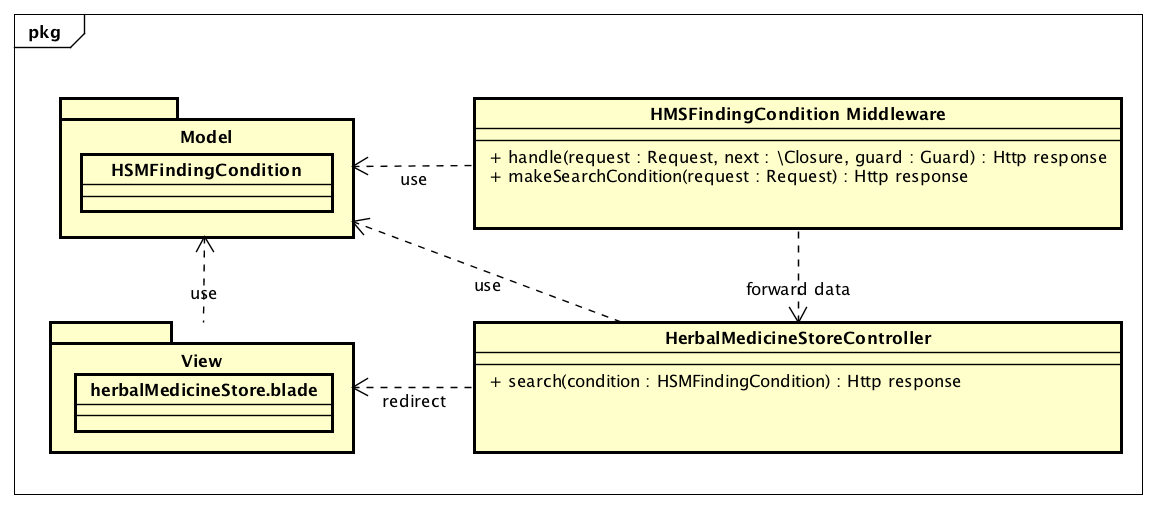 pkg
Model
HSMFindingCondition
HMSFindingCondition Middleware
+ handle(request : Request, next : \Closure, guard : Guard) : Http response
+ makeSearchCondition(request : Request) : Http response
use
use
use
forward data
View
herbalMedicineStore.blade
HerbalMedicineStoreController
+ search(condition : HSMFindingCondition) : Http response
redirect